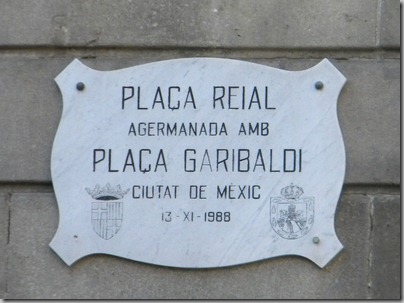 PLAÇA REIAL
AGERMANADA AMB
PLAÇA GARIBALDI
CIUTAT DE MÈXIC
13-XI-1988